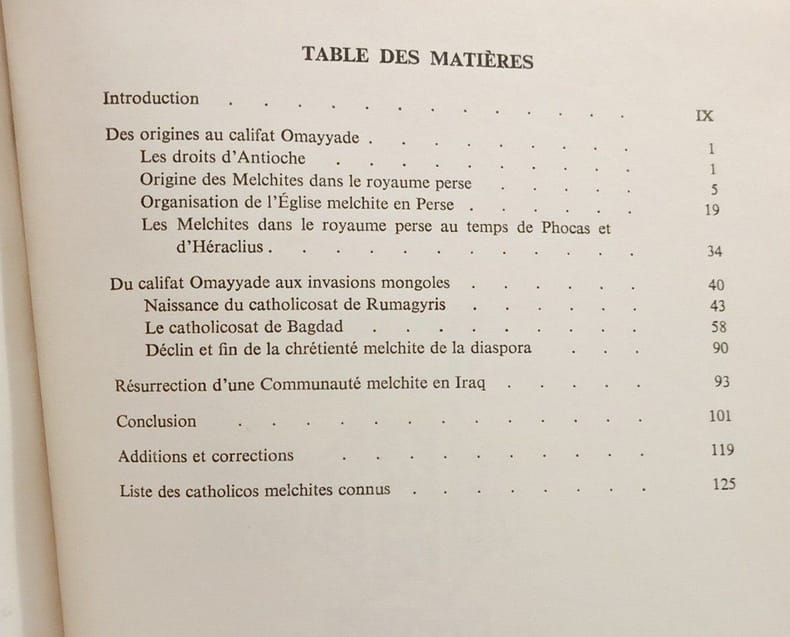 TABLE DES MATIÈRES
Introduction . . . . . . . . . . . . . IX
Des origines au califat Omayyade . . . . . . . . . 1
Les droits d'Antioche . . . . . . . . . . 1
Origine des Melchites dans le royaume perse . . . . . 5
Organisation de l'Église melchite en Perse . . . . . . 19
Les Melchites dans le royaume perse au temps de Phocas et
d'Héraclius . . . . . . . . . . . . 34
Du califat Omayyade aux invasions mongoles . . . . . . 40
Naissance du catholicosat de Rumagyris . . . . . . 43
Le catholicosat de Bagdad . . . . . . . . . 58
Déclin et fin de la chrétienté melchite de la diaspora . . . 90
Résurrection d'une Communauté melchite en Iraq . . . . . 93
Conclusion . . . . . . . . . . . . . 101
Additions et corrections . . . . . . . . . . 119
Liste des catholicos melchites connus . . . . . . . . 125